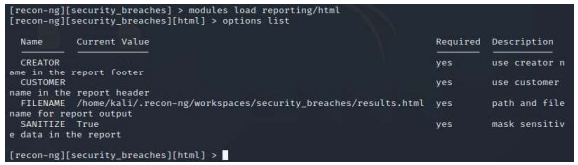 [recon-ng][security_breaches] > modules load reporting/html
[recon-ng][security_breaches][html] > options list
Name Current Value Required Description
CREATOR yes use creator n
ame in the report footer
CUSTOMER yes use customer
name in the report header
FILENAME /home/kali/.recon-ng/workspaces/security_breaches/results.html yes path and file
name for report output
SANITIZE True yes mask sensitiv
e data in the report
[recon-ng][security_breaches][html] >